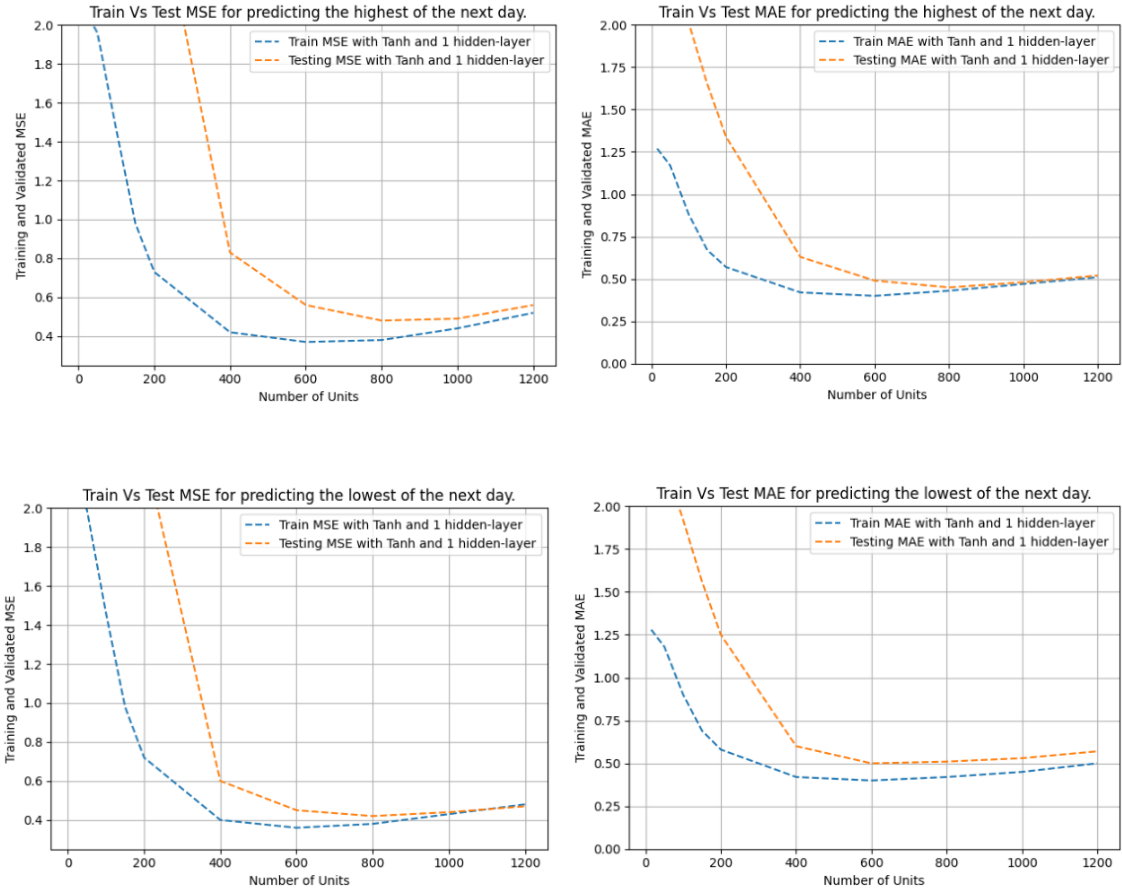 Train Vs Test MSE for predicting the highest of the next day.
2.0
1.8
1.6
1.4
1.2
1.0
0.8
0.6
0.4
Training and Validated MSE
Train MSE with Tanh and 1 hidden-layer
Testing MSE with Tanh and 1 hidden-layer
0 200 400 600 800 1000 1200
Number of Units
Train Vs Test MAE for predicting the highest of the next day.
2.00
1.75
1.50
1.25
1.00
0.75
0.50
0.25
0.00
Training and Validated MAE
Train MAE with Tanh and 1 hidden-layer
Testing MAE with Tanh and 1 hidden-layer
0 200 400 600 800 1000 1200
Number of Units
Train Vs Test MSE for predicting the lowest of the next day.
2.0
1.8
1.6
1.4
1.2
1.0
0.8
0.6
0.4
Training and Validated MSE
Train MSE with Tanh and 1 hidden-layer
Testing MSE with Tanh and 1 hidden-layer
0 200 400 600 800 1000 1200
Number of Units
Train Vs Test MAE for predicting the lowest of the next day.
2.00
1.75
1.50
1.25
1.00
0.75
0.50
0.25
0.00
Training and Validated MAE
Train MAE with Tanh and 1 hidden-layer
Testing MAE with Tanh and 1 hidden-layer
0 200 400 600 800 1000 1200
Number of Units